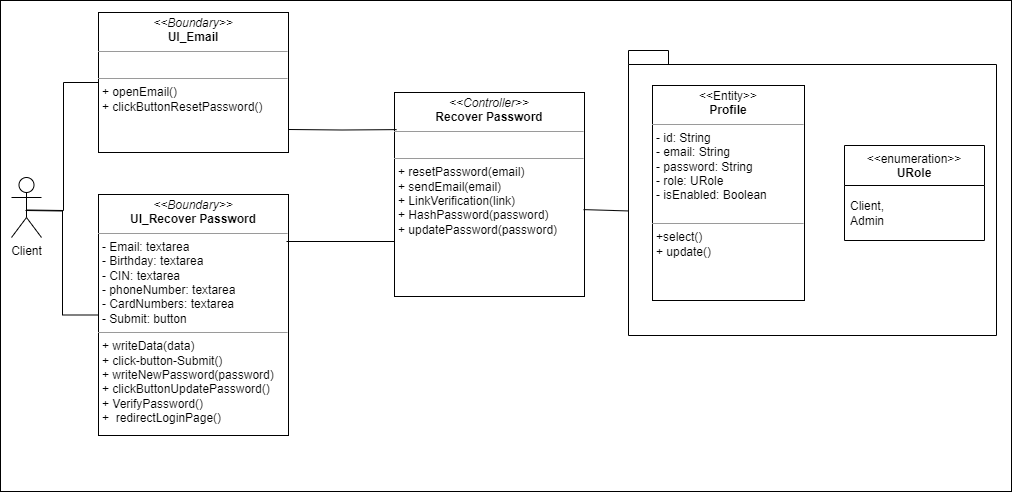 <<Boundary>>
UI_Email
+ openEmail()
+ clickButtonResetPassword()
Client
<<Boundary>>
UI_Recover Password
- Email: textarea
- Birthday: textarea
- CIN: textarea
- phoneNumber: textarea
- CardNumbers: textarea
- Submit: button
+ writeData(data)
+ click-button-Submit()
+ writeNewPassword(password)
+ clickButtonUpdatePassword()
+ VerifyPassword()
+ redirectLoginPage()
<<Controller>>
Recover Password
+ resetPassword(email)
+ sendEmail(email)
+ LinkVerification(link)
+ HashPassword(password)
+ updatePassword(password)
<<Entity>>
Profile
- id: String
- email: String
- password: String
- role: URole
- isEnabled: Boolean
+select()
+ update()
<<enumeration>>
URole
Client,
Admin